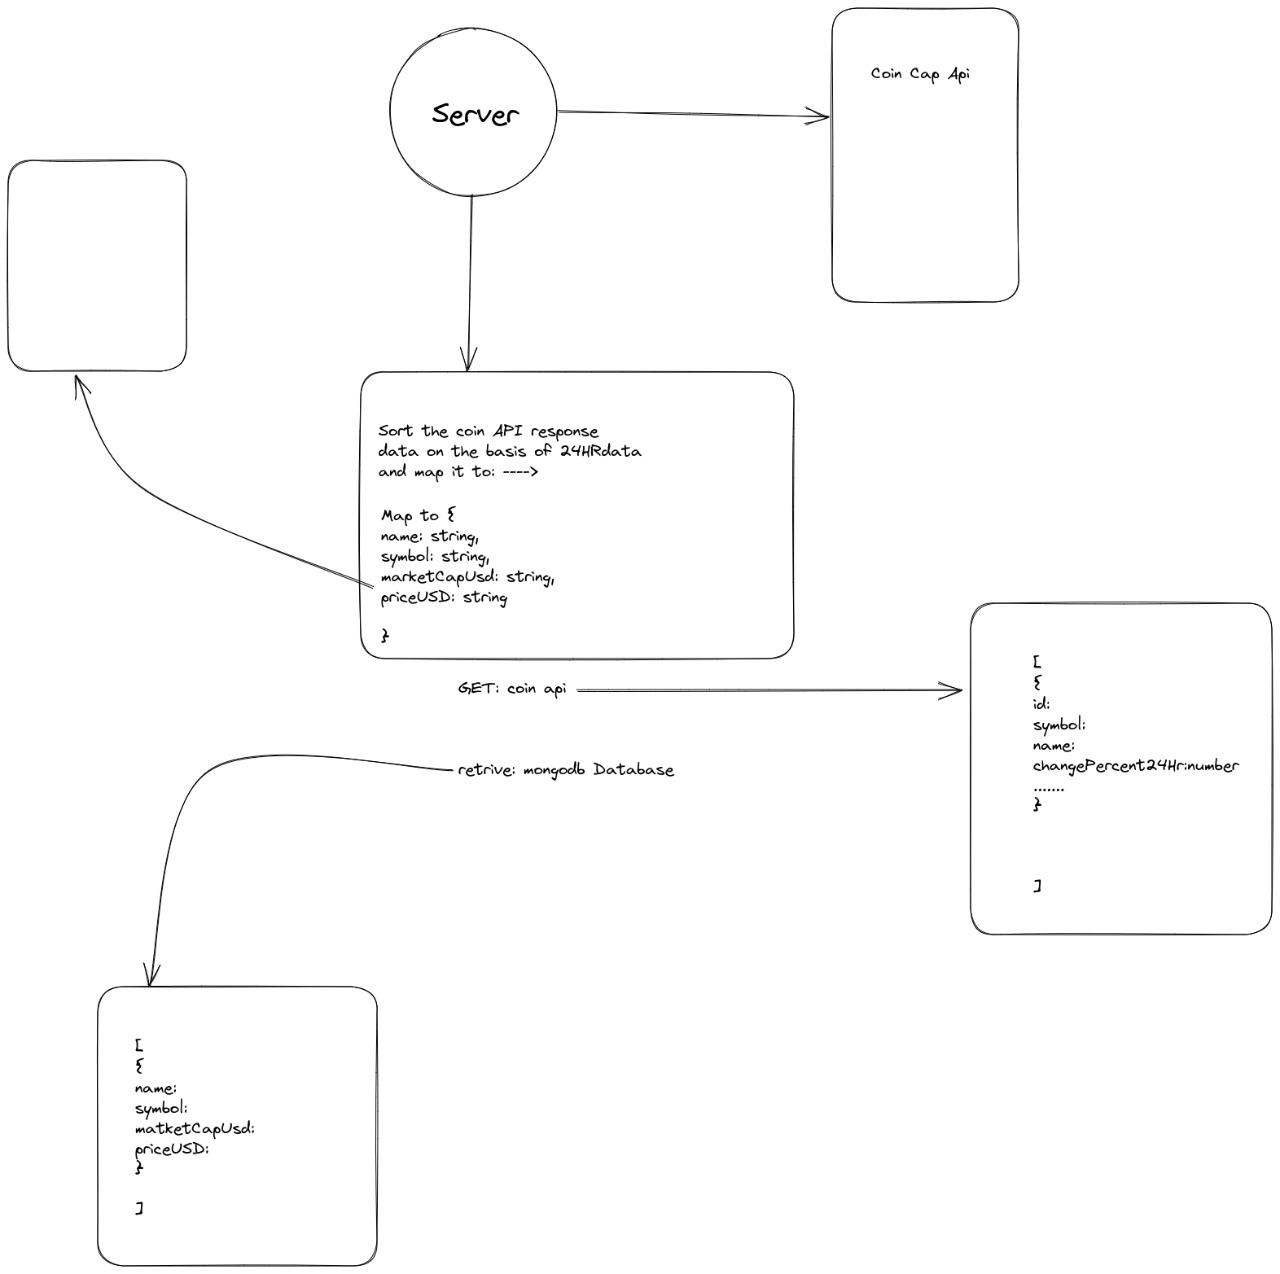 Server
Coin Cap Api
Sort the coin API response
data on the basis of 24HRdata
and map it to: ---->
Map to {
name: string,
symbol: string,
marketCapUsd: string,
priceUSD: string
}
GET: coin api
[
{
id:
symbol:
name:
changePercent24Hr:number
.......
}
]
retrive: mongodb Database
[
{
name:
symbol:
matketCapUsd:
priceUSD:
}
]